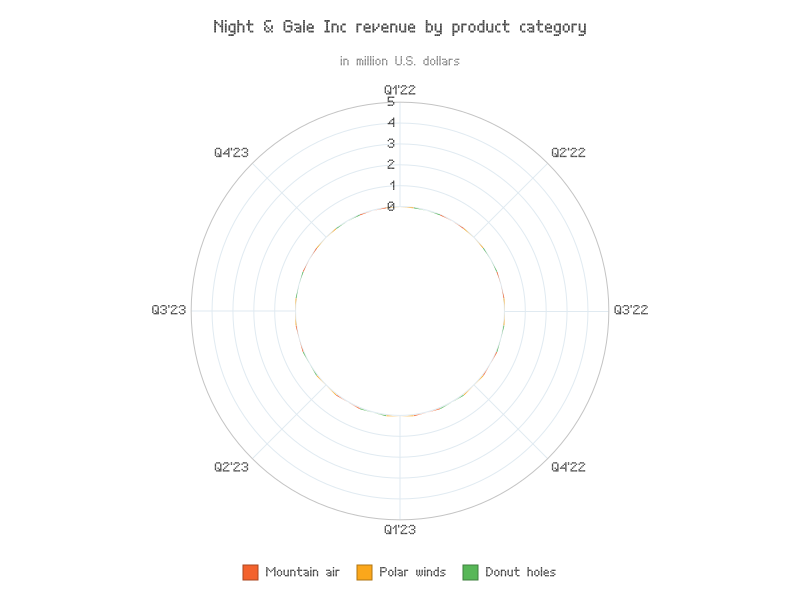 Night & Gale Inc revenue by product category
in million U.S. dollars
Q1'22
5
4
3
2
1
0
Q4'23
Q2'22
Q3'23
Q3'22
Q2'23
Q4'22
Q1'23
Mountain air
Polar winds
Donut holes